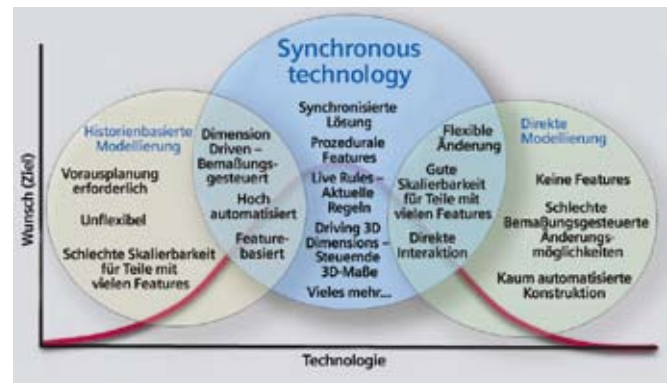 Synchronous
technology
Historienbasierte
Modellierung
Vorausplanung
erforderlich
Unflexibel
Schlechte Skalierbarkeit
für Teile mit
vielen Features
Dimension
Driven –
Bemaßungs-
gesteuert
Hoch
automatisiert
Feature-
basiert
Synchronisierte
Lösung
Prozedurale
Features
Live Rules –
Aktuelle
Regeln
Driving 3D
Dimensions –
Steuernde
3D-Maße
Vieles mehr...
Flexible
Änderung
Gute
Skalierbarkeit
für Teile mit
vielen Features
Direkte
Interaktion
Direkte
Modellierung
Keine Features
Schlechte
Bemaßungsgesteuerte
Änderungs-
möglichkeiten
Kaum automatisierte
Konstruktion
Wunsch (Ziel)
Technologie